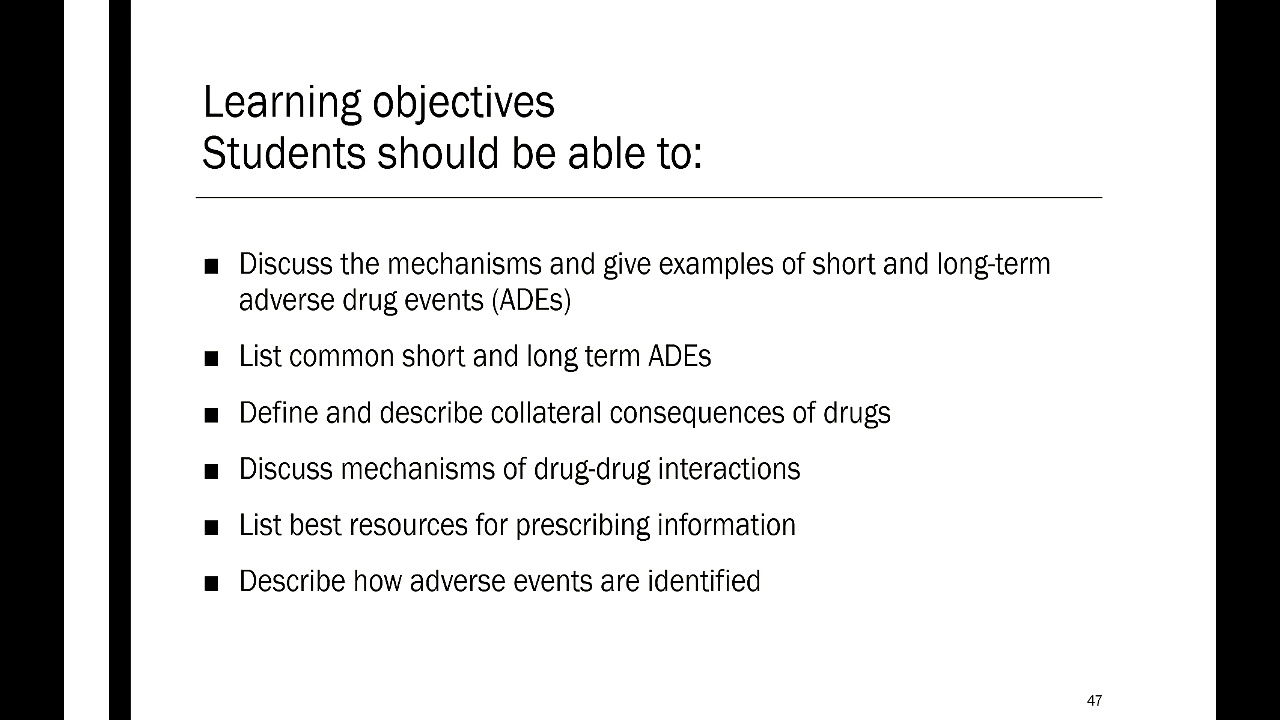 Learning objectives
Students should be able to:
■ Discuss the mechanisms and give examples of short and long-term
adverse drug events (ADEs)
■ List common short and long term ADEs
■ Define and describe collateral consequences of drugs
■ Discuss mechanisms of drug-drug interactions
■ List best resources for prescribing information
■ Describe how adverse events are identified
47